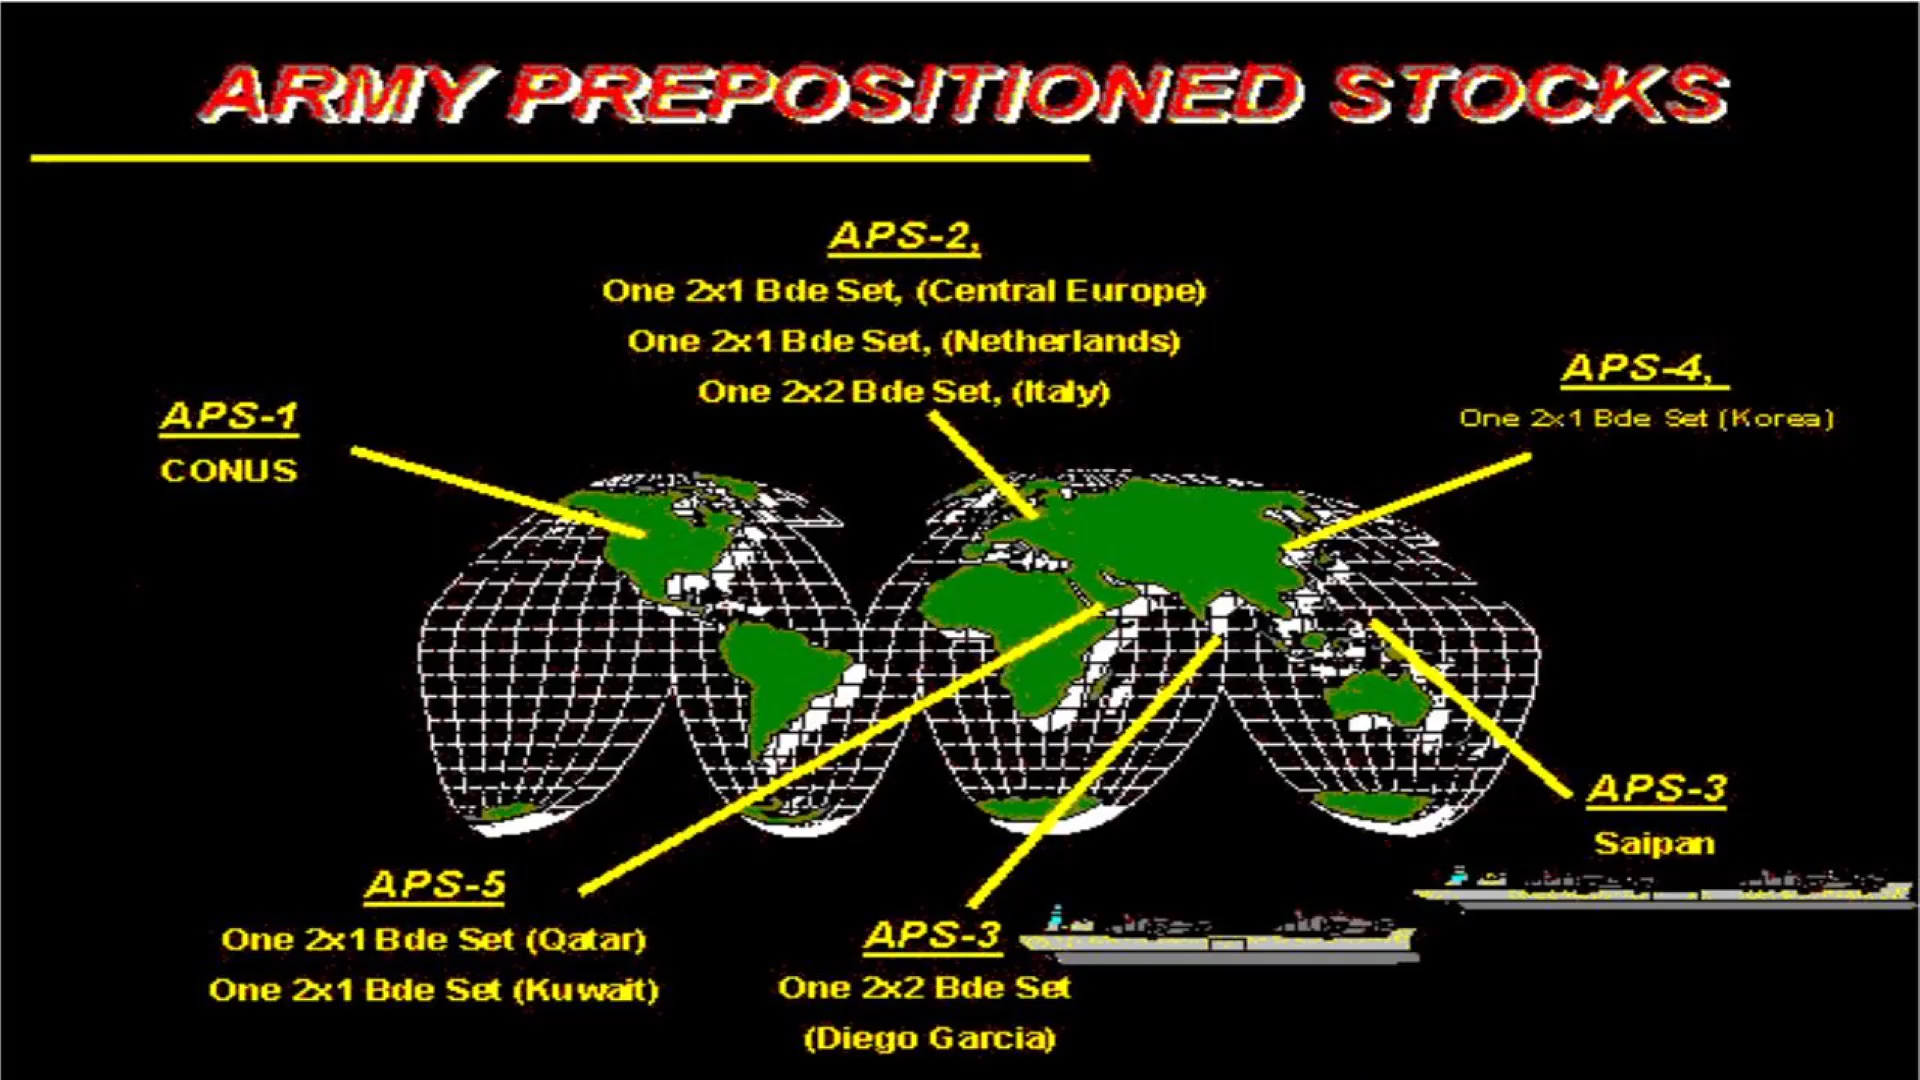 ARMY PREPOSITIONED STOCKS
APS-2,
One 2x1 Bde Set, (Central Europe)
One 2x1 Bde Set, (Netherlands)
One 2x2 Bde Set, (Italy)
APS-4,
One 2x1 Bde Set (Korea)
APS-1
CONUS
APS-3
Saipan
APS-5
One 2x1 Bde Set (Qatar)
One 2x1 Bde Set (Kuwait)
APS-3
One 2x2 Bde Set
(Diego Garcia)